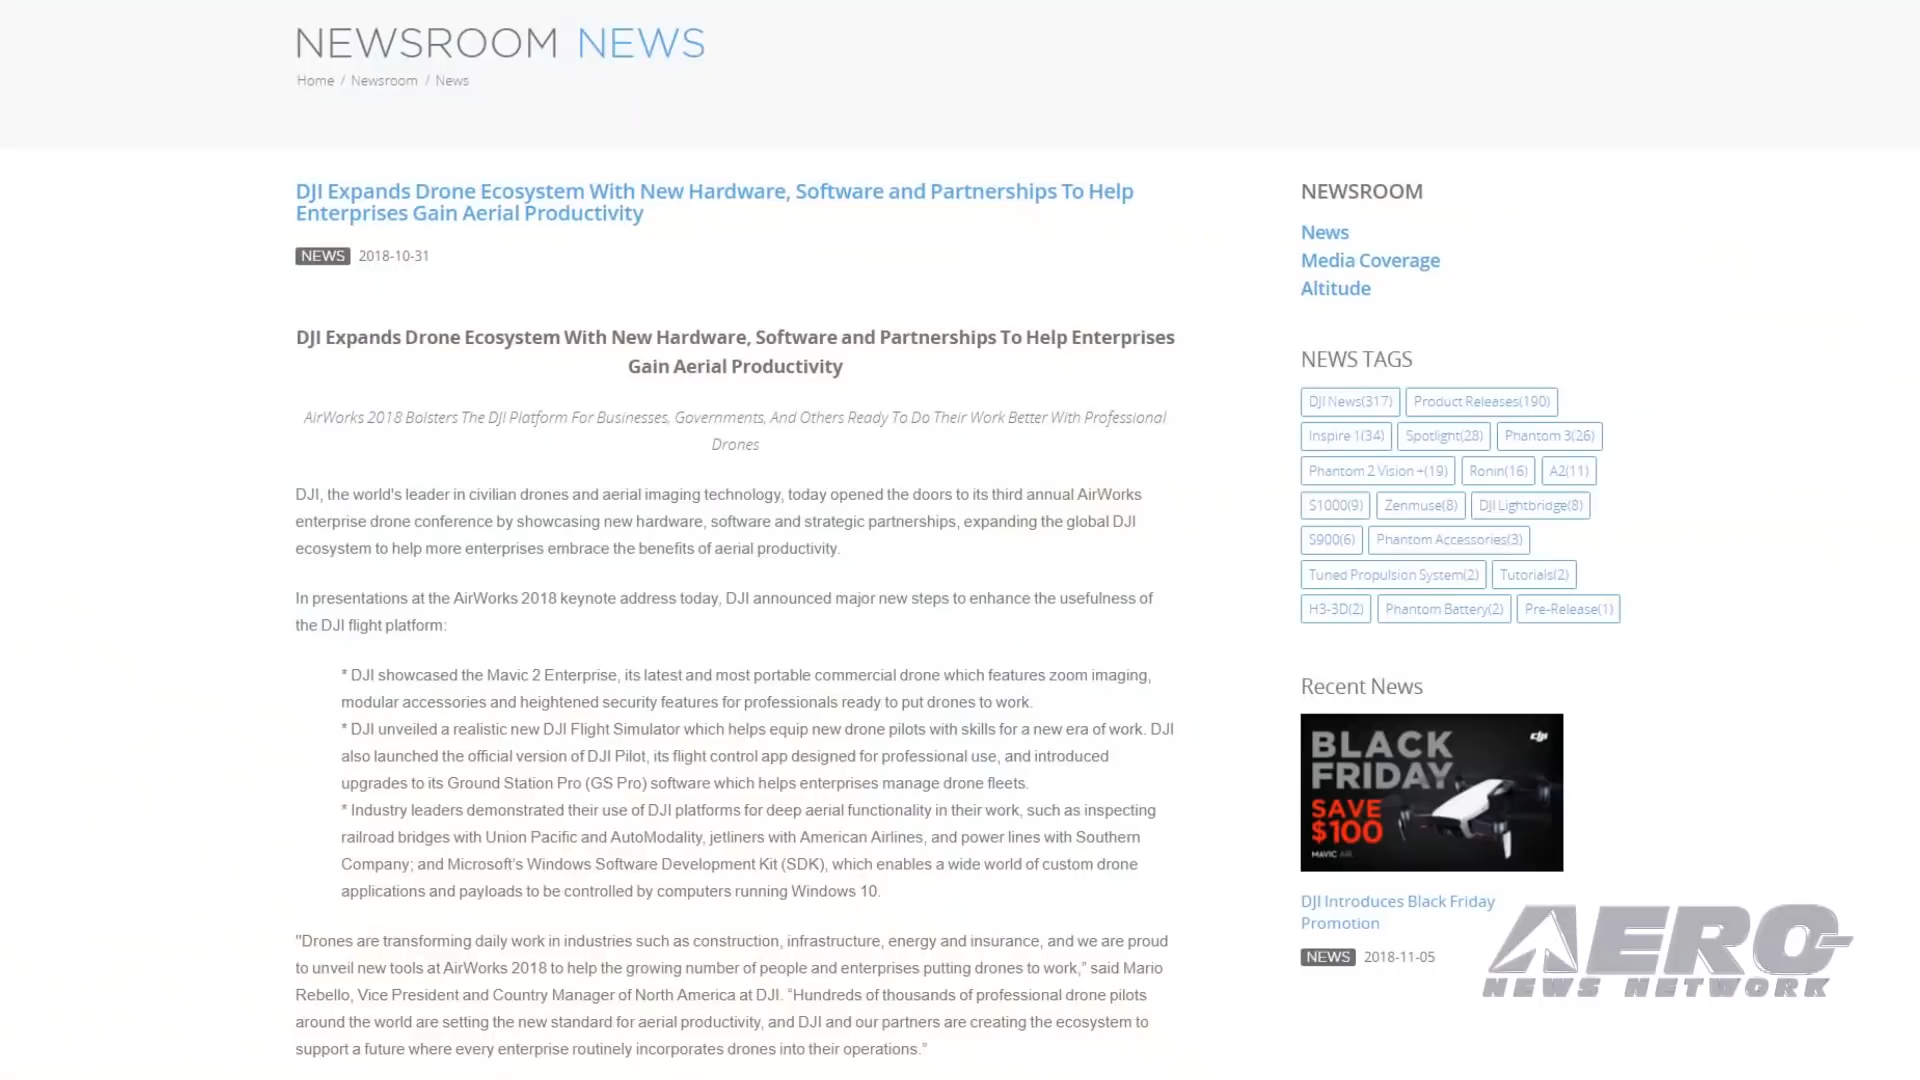 NEWSROOM NEWS
Home / Newsroom / News
DJI Expands Drone Ecosystem With New Hardware, Software and Partnerships To Help
Enterprises Gain Aerial Productivity
NEWS 2018-10-31
DJI Expands Drone Ecosystem With New Hardware, Software and Partnerships To Help Enterprises
Gain Aerial Productivity
AirWorks 2018 Bolsters The DJI Platform For Businesses, Governments, And Others Ready To Do Their Work Better With Professional
Drones
DJI, the world's leader in civilian drones and aerial imaging technology, today opened the doors to its third annual AirWorks
enterprise drone conference by showcasing new hardware, software and strategic partnerships, expanding the global DJI
ecosystem to help more enterprises embrace the benefits of aerial productivity.
In presentations at the AirWorks 2018 keynote address today, DJI announced major new steps to enhance the usefulness of
the DJI flight platform:
* DJI showcased the Mavic 2 Enterprise, its latest and most portable commercial drone which features zoom imaging,
modular accessories and heightened security features for professionals ready to put drones to work.
* DJI unveiled a realistic new DJI Flight Simulator which helps equip new drone pilots with skills for a new era of work. DJI
also launched the official version of DJI Pilot, its flight control app designed for professional use, and introduced
upgrades to its Ground Station Pro (GS Pro) software which helps enterprises manage drone fleets.
* Industry leaders demonstrated their use of DJI platforms for deep aerial functionality in their work, such as inspecting
railroad bridges with Union Pacific and AutoModality, jetliners with American Airlines, and power lines with Southern
Company; and Microsoft's Windows Software Development Kit (SDK), which enables a wide world of custom drone
applications and payloads to be controlled by computers running Windows 10.
"Drones are transforming daily work in industries such as construction, infrastructure, energy and insurance, and we are proud
to unveil new tools at AirWorks 2018 to help the growing number of people and enterprises putting drones to work,” said Mario
Rebello, Vice President and Country Manager of North America at DJI. “Hundreds of thousands of professional drone pilots
around the world are setting the new standard for aerial productivity, and DJI and our partners are creating the ecosystem to
support a future where every enterprise routinely incorporates drones into their operations.”
NEWSROOM
News
Media Coverage
Altitude
NEWS TAGS
DJI News(317) Product Releases(190)
Inspire 1(34) Spotlight(28) Phantom 3(26)
Phantom 2 Vision +(19) Ronin(16) A2(11)
S1000(9) Zenmuse(8) DJI Lightbridge(8)
S900(6) Phantom Accessories(3)
Tuned Propulsion System(2) Tutorials(2)
H3-3D(2) Phantom Battery(2) Pre-Release(1)
Recent News
dji
BLACK
FRIDAY
SAVE
$100
MAVIC AIR
DJI Introduces Black Friday
Promotion
NEWS 2018-11-05
AERO-
NEWS NETWORK